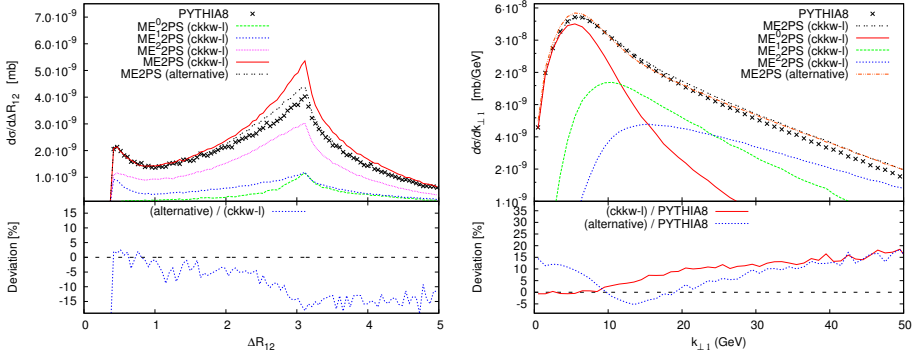 7.0·10⁻⁹
6.0·10⁻⁹
5.0·10⁻⁹
4.0·10⁻⁹
3.0·10⁻⁹
2.0·10⁻⁹
1.0·10⁻⁹
dσ/dΔR₁₂ [mb]
PYTHIA8
ME⁰2PS (ckkw-l)
ME¹2PS (ckkw-l)
ME²2PS (ckkw-l)
ME2PS (ckkw-l)
ME2PS (alternative)
15
10
5
0
-5
-10
-15
Deviation [%]
(alternative) / (ckkw-l)
0 1 2 3 4 5
ΔR₁₂
3·10⁻⁸
2·10⁻⁸
8·10⁻⁹
4·10⁻⁹
2·10⁻⁹
1·10⁻⁹
dσ/dk⊥₁ [mb/GeV]
PYTHIA8
ME2PS (ckkw-l)
ME⁰2PS (ckkw-l)
ME¹2PS (ckkw-l)
ME²2PS (ckkw-l)
ME2PS (alternative)
35
30
25
20
15
10
5
0
-5
Deviation [%]
(ckkw-l) / PYTHIA8
(alternative) / PYTHIA8
0 10 20 30 40 50
k⊥₁ (GeV)